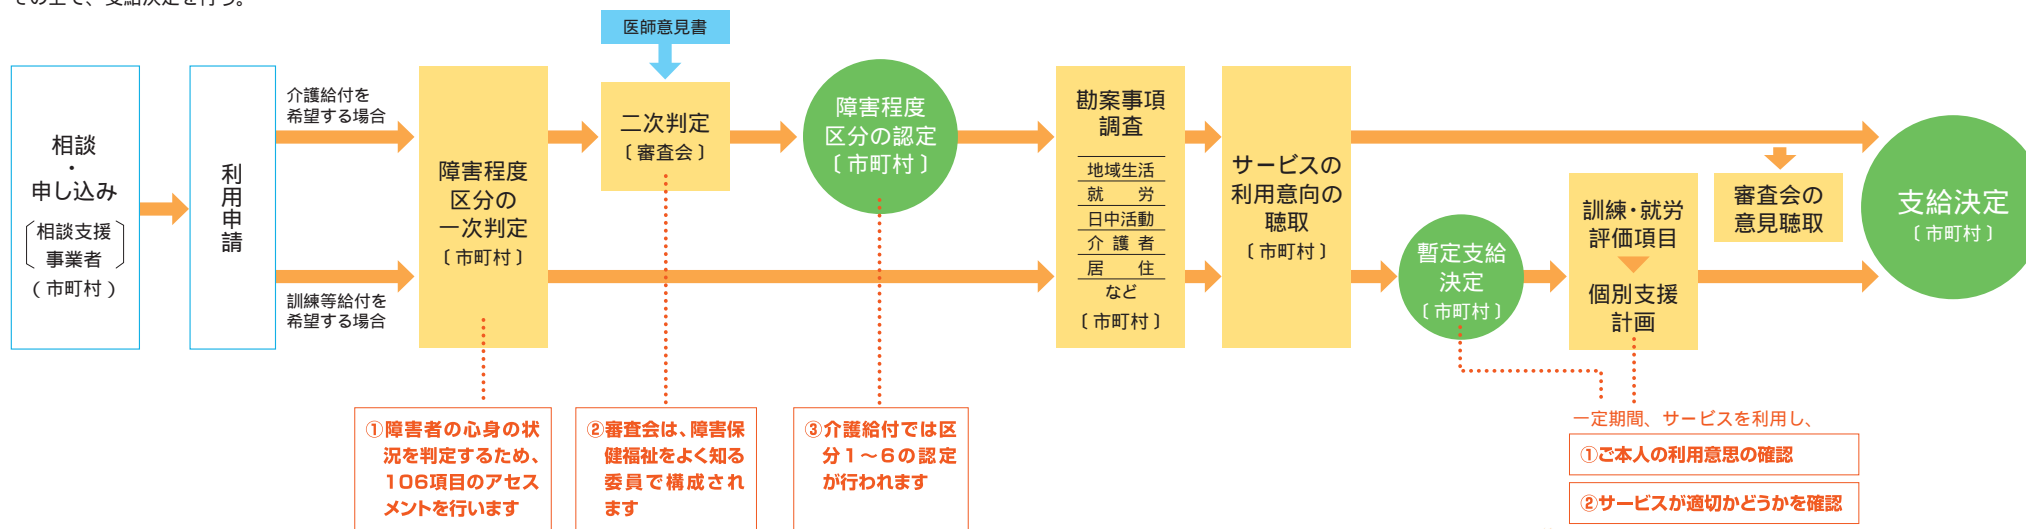 その上で、支給決定を行う。
相談
・
申し込み
〔相談支援
事業者〕
(市町村)
利用申請
介護給付を
希望する場合
訓練等給付を
希望する場合
障害程度
区分の
一次判定
〔市町村〕
医師意見書
二次判定
〔審査会〕
障害程度
区分の認定
〔市町村〕
勘案事項
調査
地域生活
就 労
日中活動
介護者
居 住
など
〔市町村〕
サービスの
利用意向の
聴取
〔市町村〕
暫定支給
決定
〔市町村〕
訓練・就労
評価項目
個別支援
計画
審査会の
意見聴取
支給決定
〔市町村〕
①障害者の心身の状
況を判定するため、
106項目のアセス
メントを行います
②審査会は、障害保
健福祉をよく知る
委員で構成され
ます
③介護給付では区
分1～6の認定
が行われます
一定期間、サービスを利用し、
①ご本人の利用意思の確認
②サービスが適切かどうかを確認